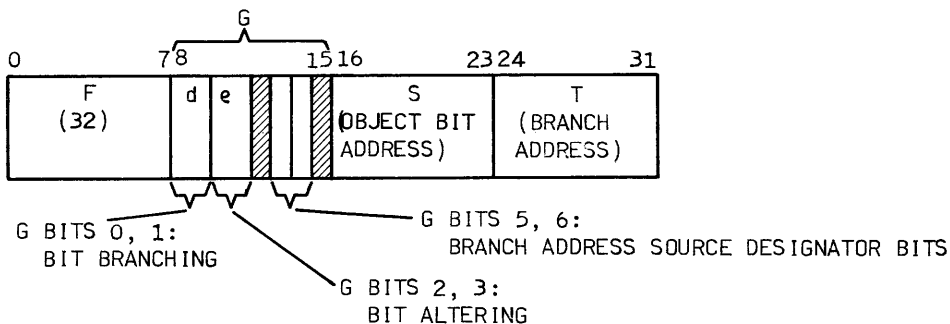 G
0 7 8 15 16 23 24 31
F d e S T
(32) (OBJECT BIT (BRANCH
ADDRESS) ADDRESS)
G BITS 0, 1:
BIT BRANCHING
G BITS 5, 6:
BRANCH ADDRESS SOURCE DESIGNATOR BITS
G BITS 2, 3:
BIT ALTERING